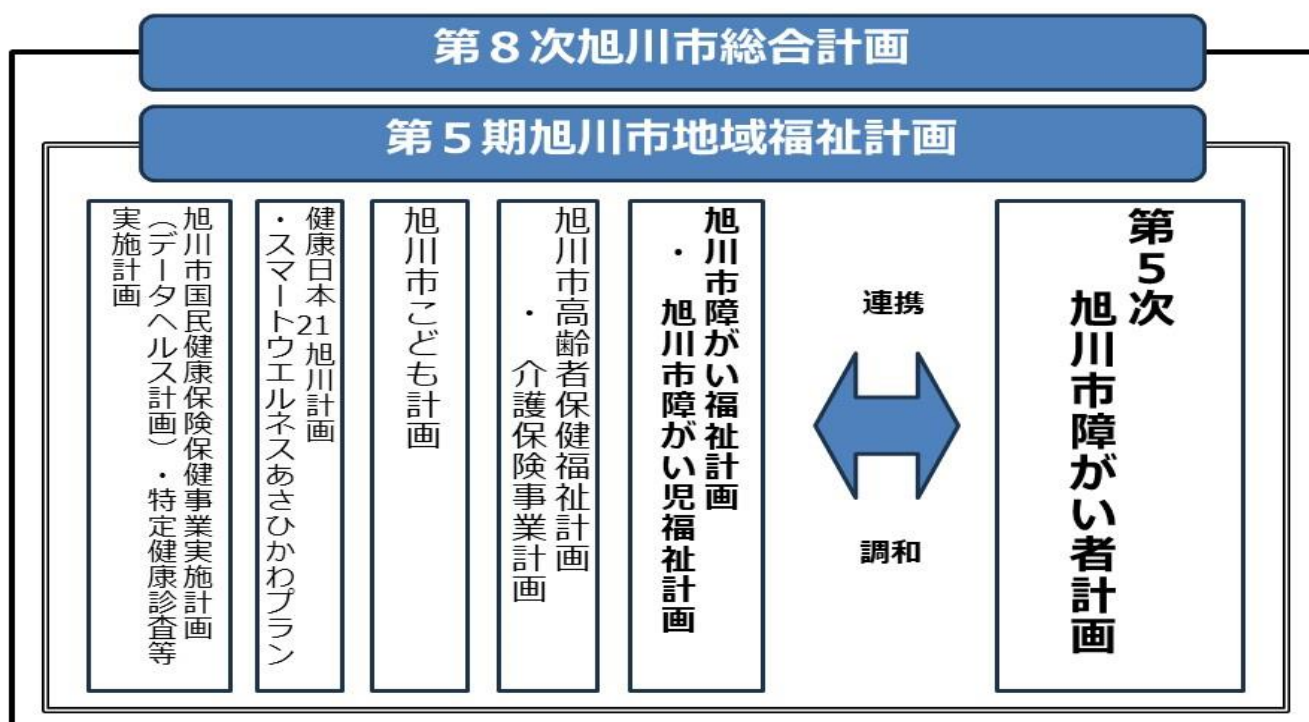 第８次旭川市総合計画
第５期旭川市地域福祉計画
第５次
旭川市障がい者計画
連携
調和
旭川市障がい福祉計画
・ 旭川市障がい児福祉計画
旭川市高齢者保健福祉計画
・ 介護保険事業計画
旭川市こども計画
健康日本21旭川計画
・スマートウエルネスあさひかわプラン
旭川市国民健康保険保健事業実施計画
（データヘルス計画）・特定健康診査等
実施計画